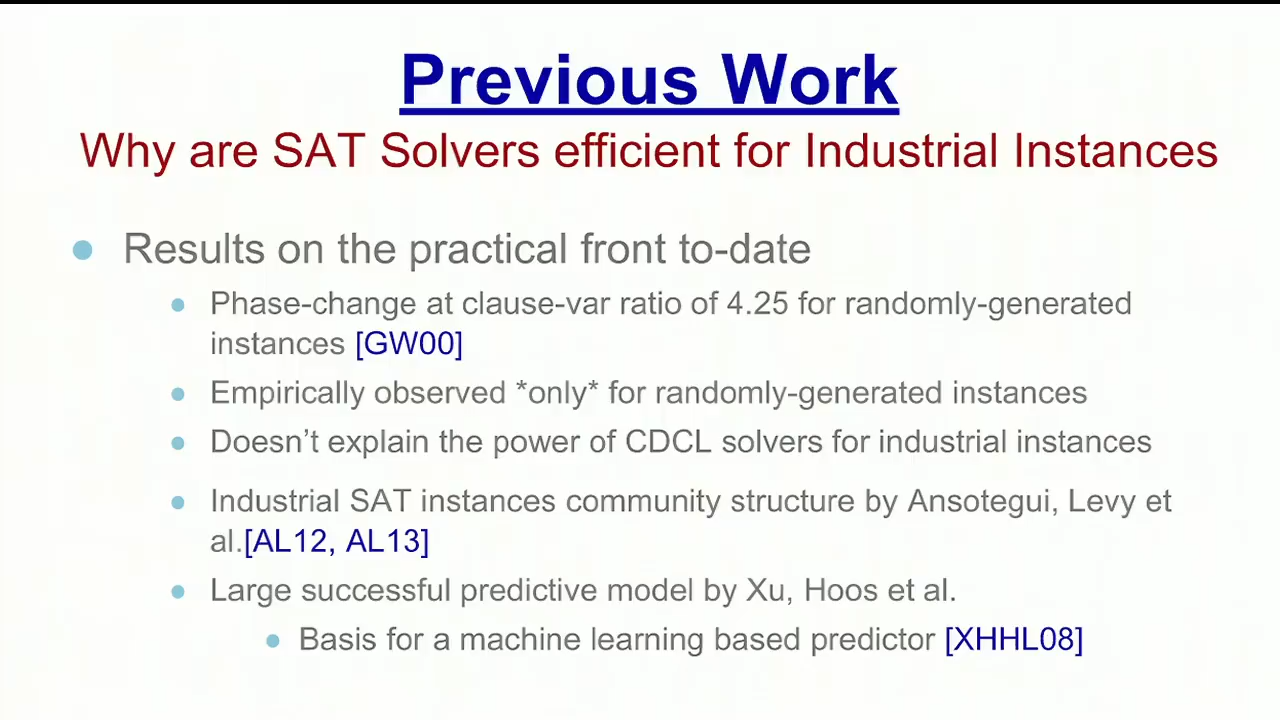 Previous Work
Why are SAT Solvers efficient for Industrial Instances
● Results on the practical front to-date
● Phase-change at clause-var ratio of 4.25 for randomly-generated
instances [GW00]
● Empirically observed *only* for randomly-generated instances
● Doesn't explain the power of CDCL solvers for industrial instances
● Industrial SAT instances community structure by Ansotegui, Levy et
al.[AL12, AL13]
● Large successful predictive model by Xu, Hoos et al.
● Basis for a machine learning based predictor [XHHL08]